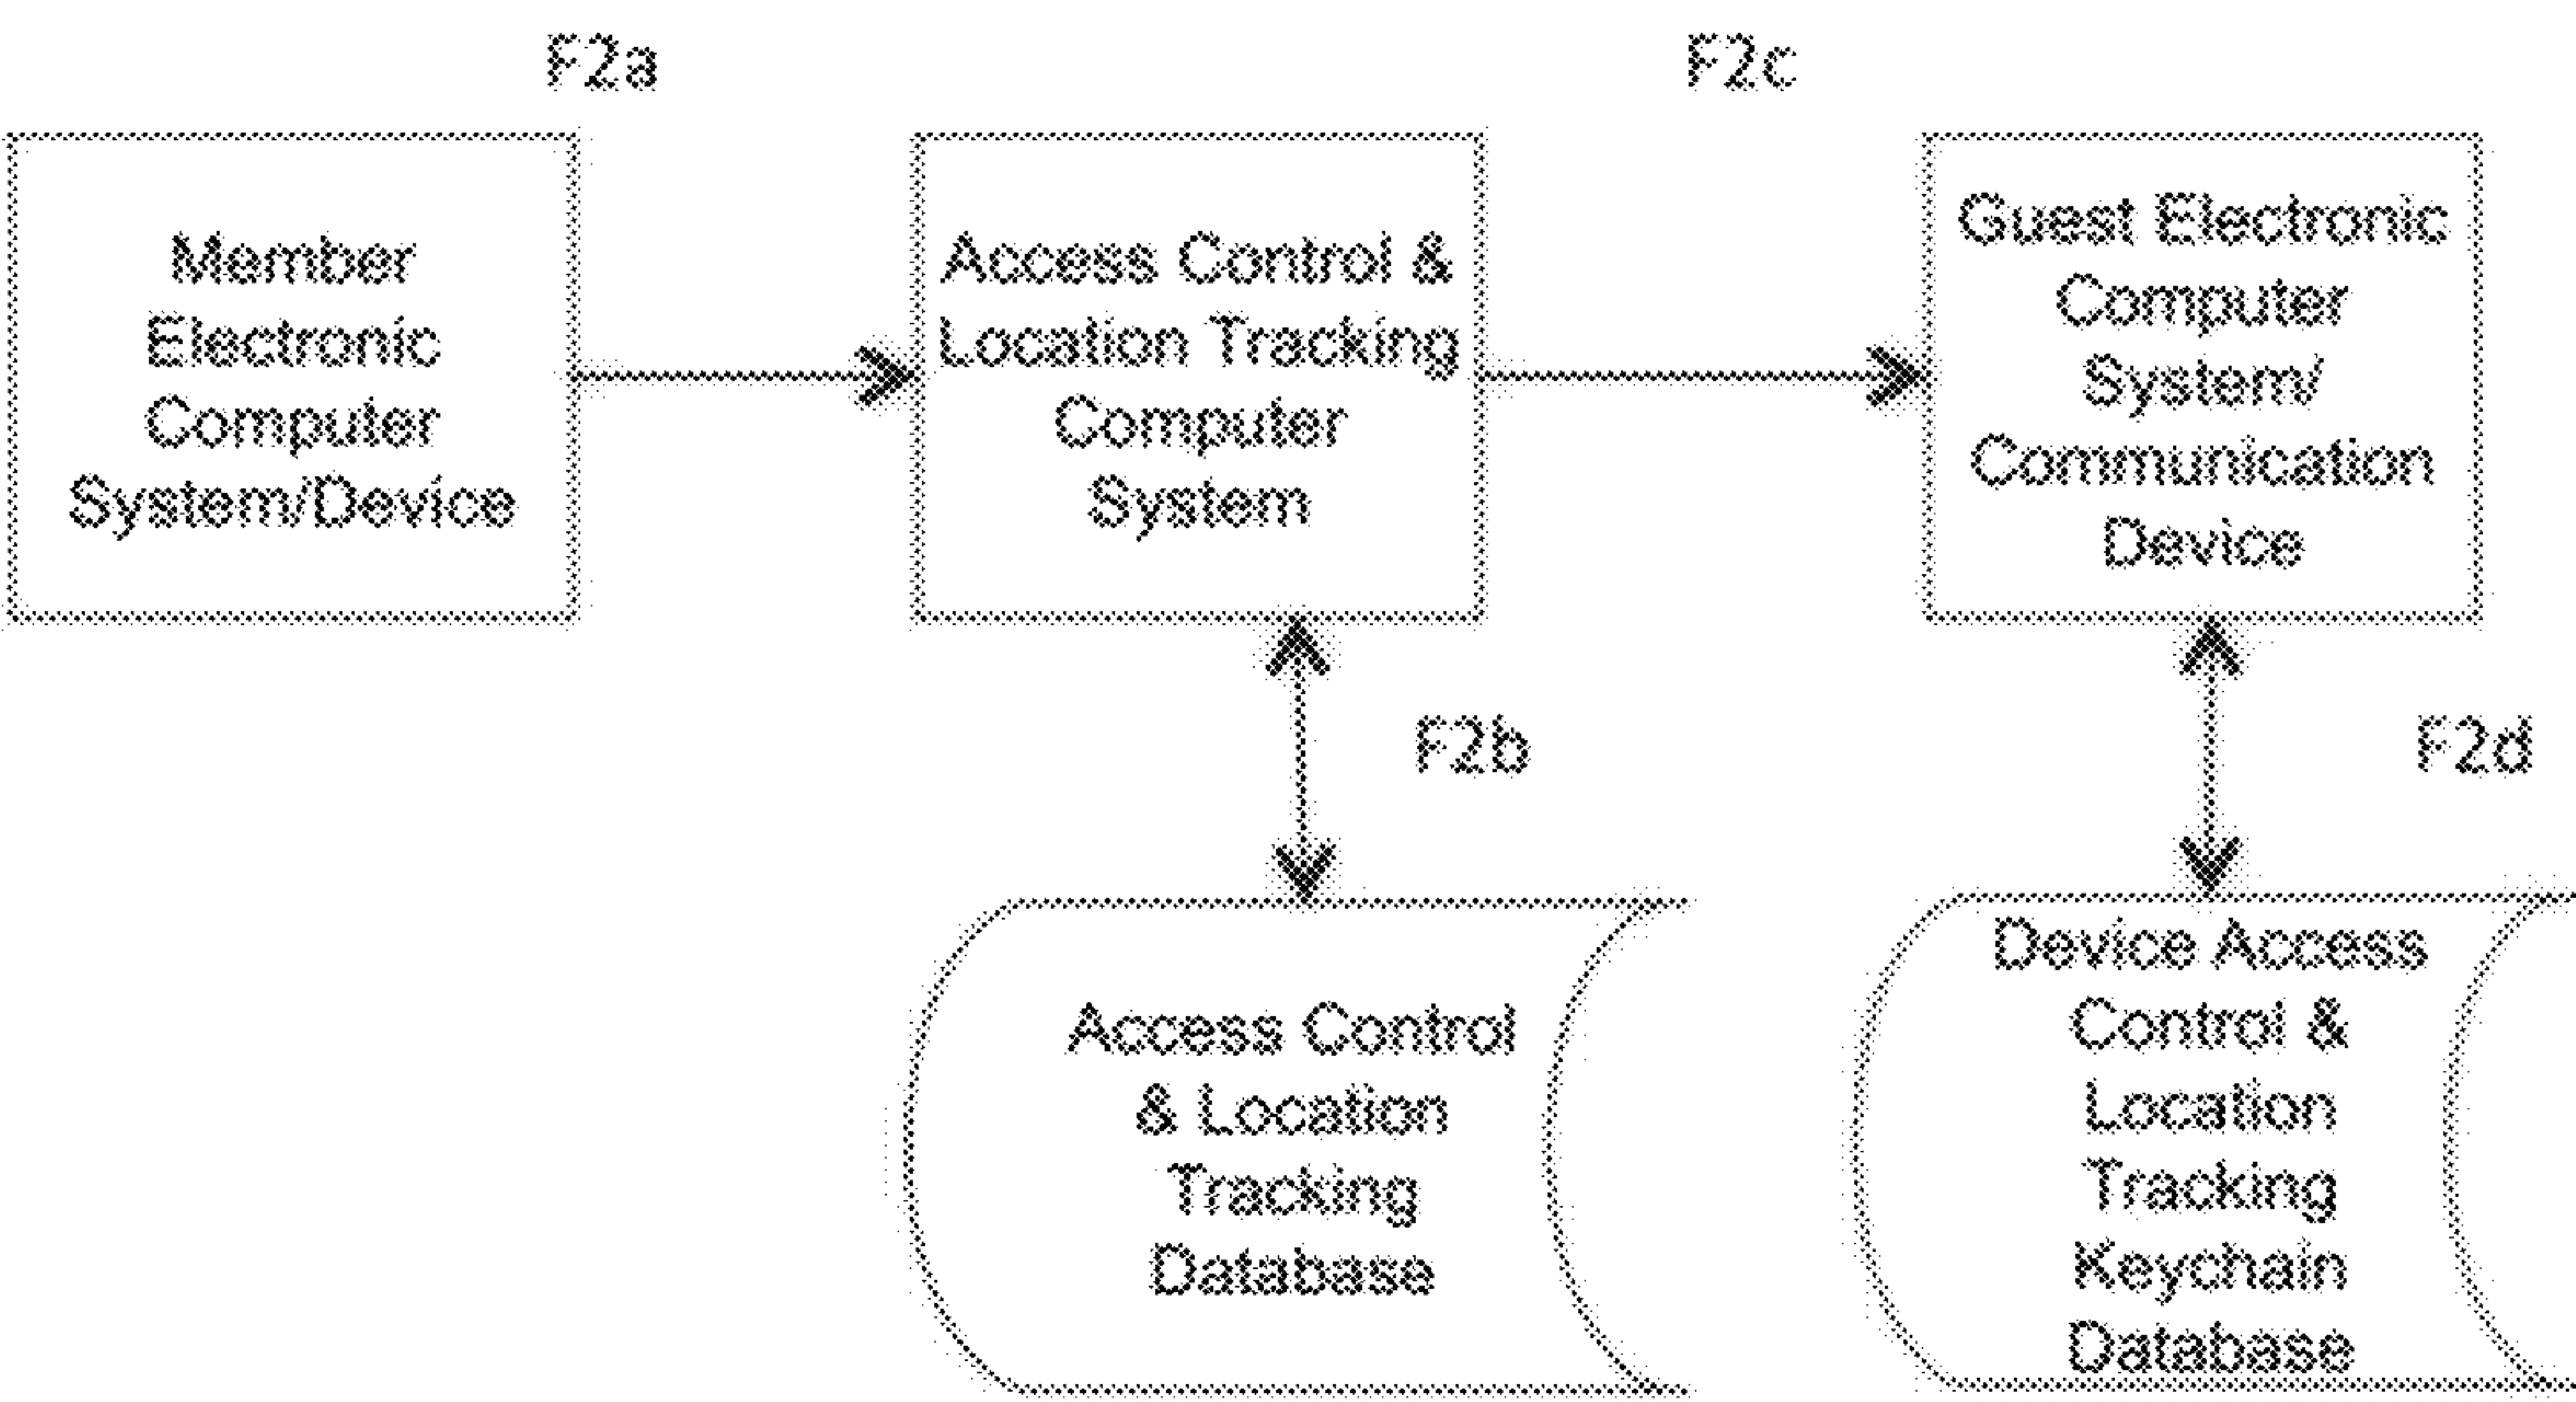 F2a
F2c
Member
Electronic
Computer
System/Device
Access Control &
Location Tracking
Computer
System
Guest Electronic
Computer
System/
Communication
Device
F2b
F2d
Access Control
& Location
Tracking
Database
Device Access
Control &
Location
Tracking
Keychain
Database